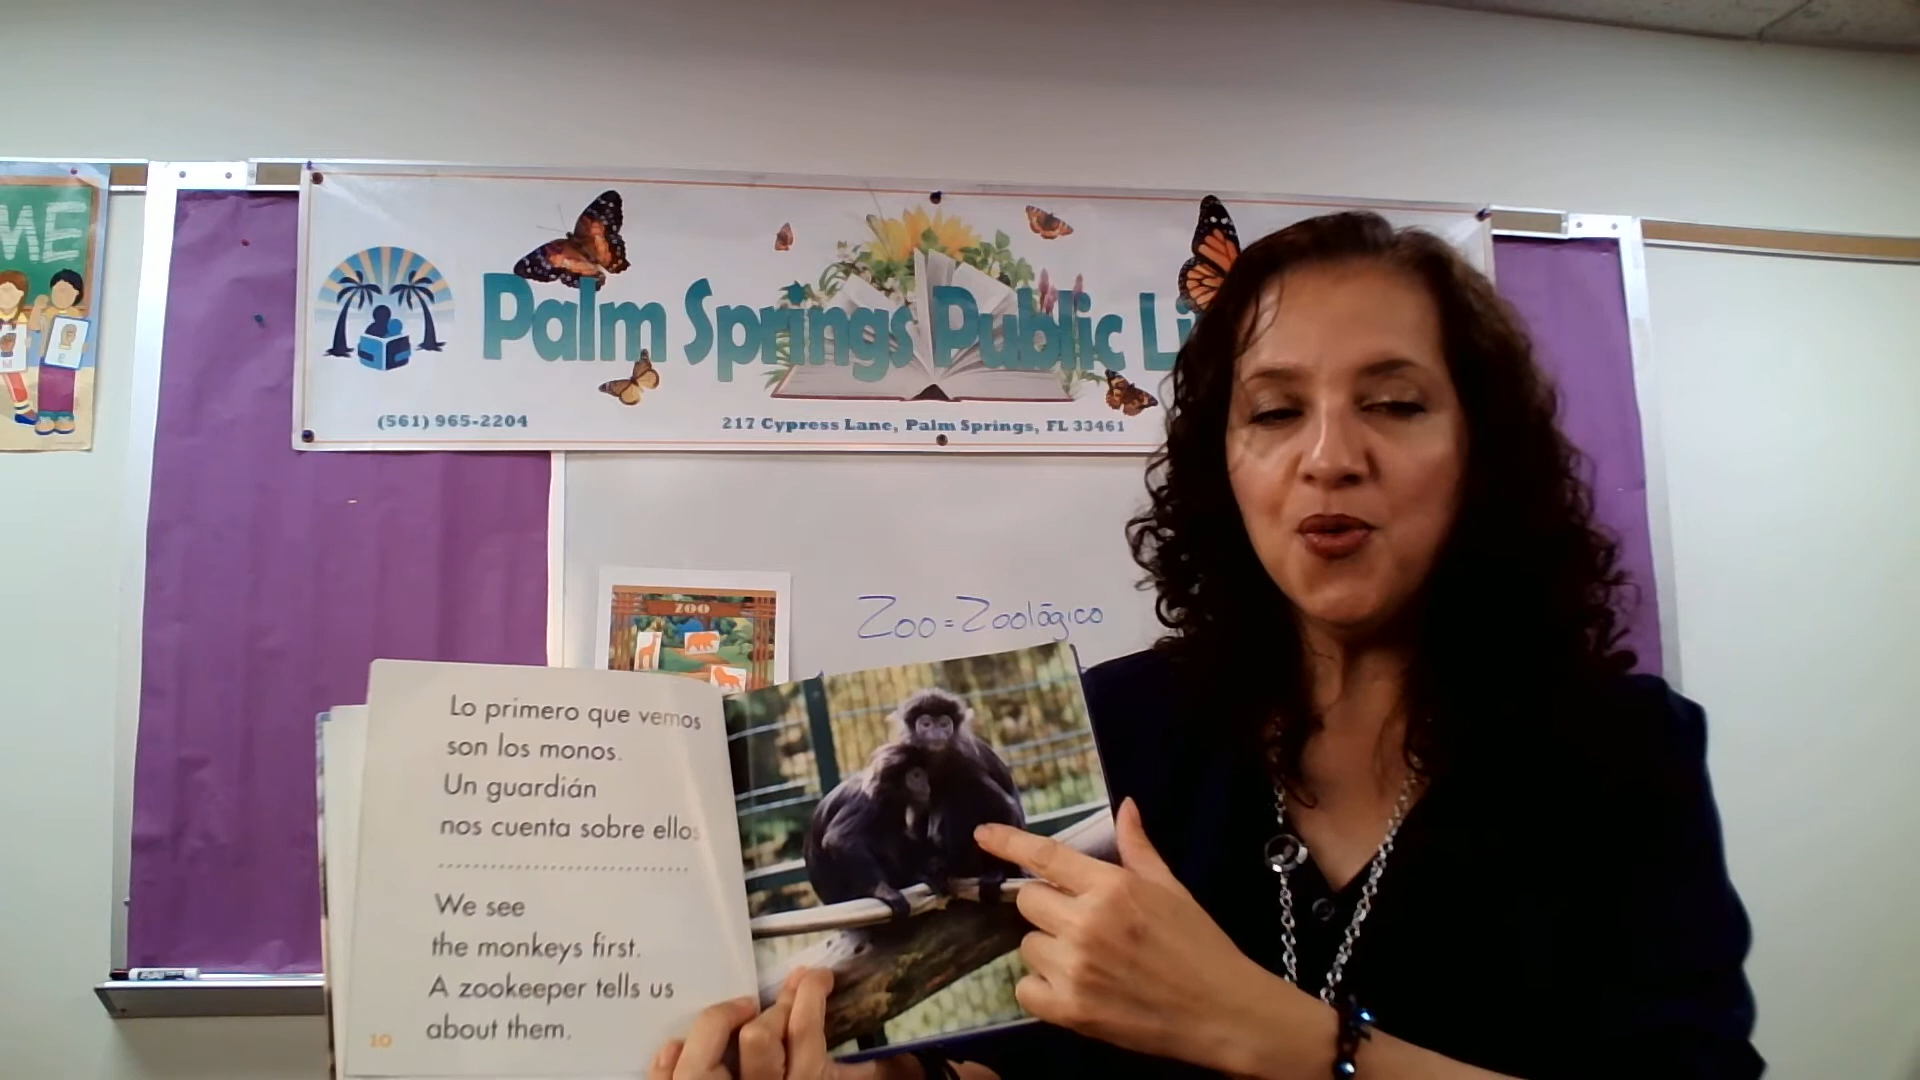 ME
Palm Springs Public Li
(561) 965-2204
217 Cypress Lane, Palm Springs, FL 33461
ZOO
Zoo = Zoológico
Lo primero que vemos
son los monos.
Un guardián
nos cuenta sobre ellos
We see
the monkeys first.
A zookeeper tells us
about them.
10